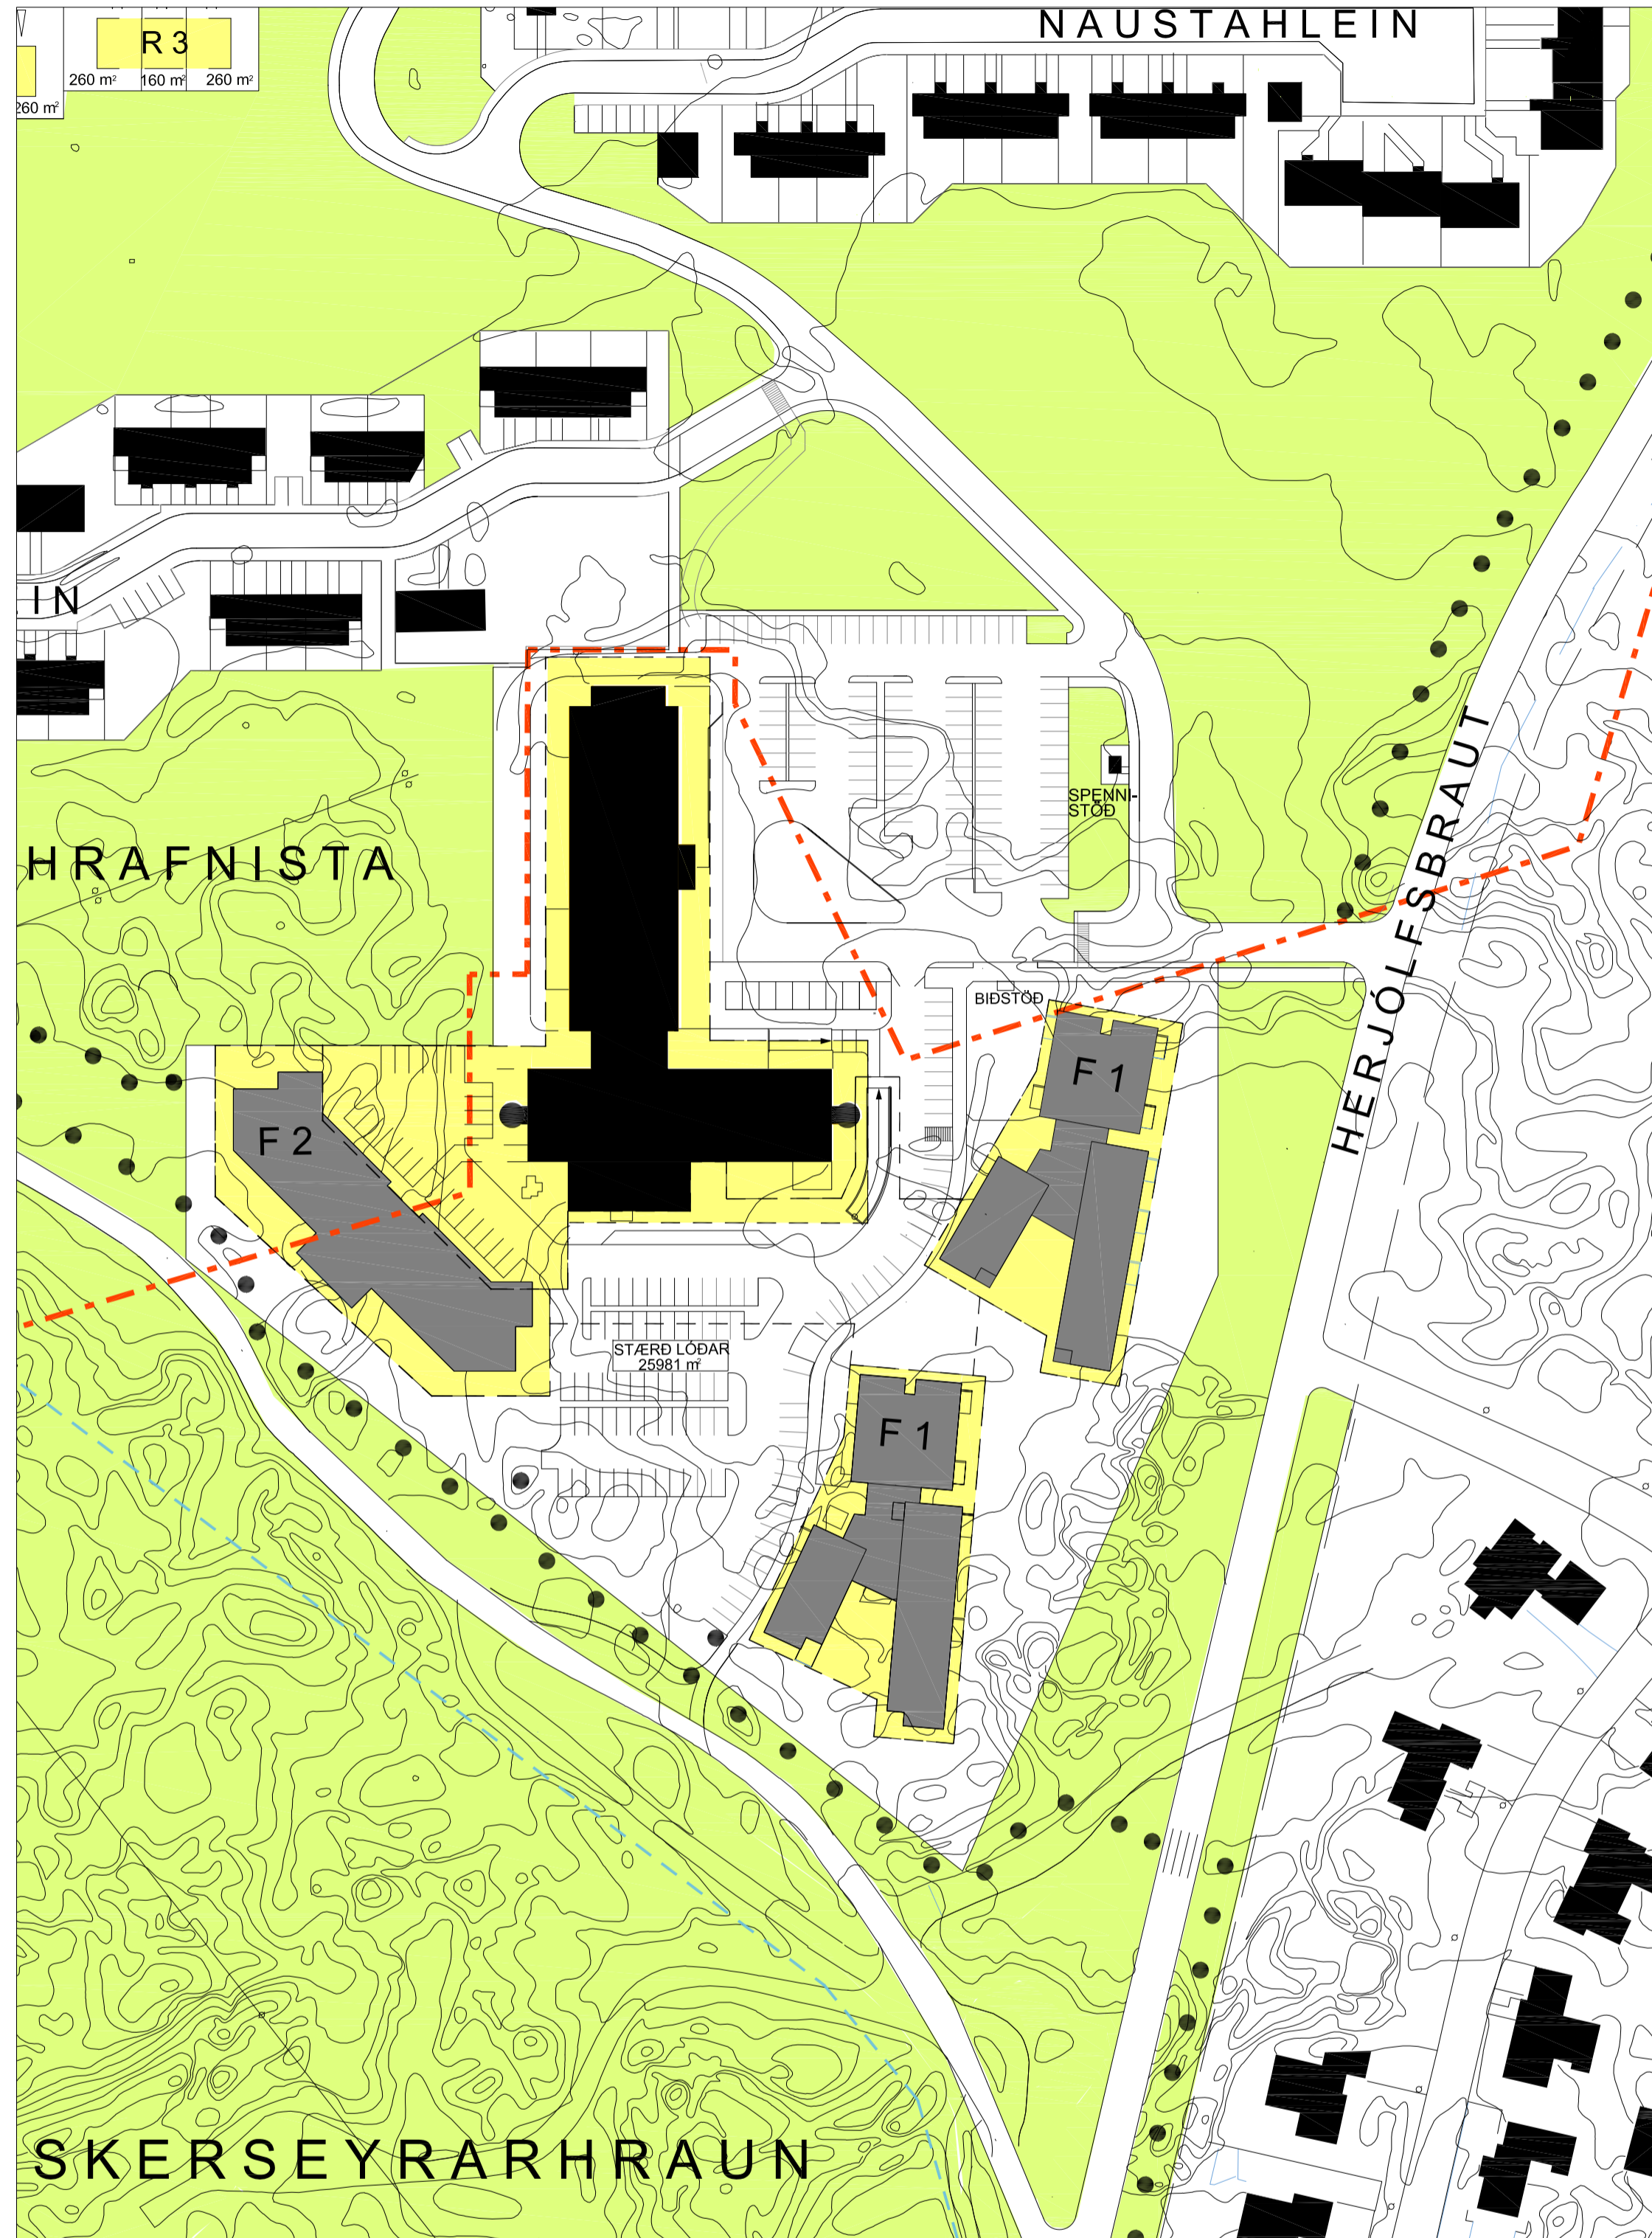 NAUSTAHLEIN
R 3
260 m²
160 m²
260 m²
260 m²
IN
SPENNI-
STÖÐ
HRAFNISTA
HERJÓLFSBRAUT
BIÐSTÖÐ
F 1
F 2
STÆRÐ LÓÐAR
25981 m²
F 1
SKERSEYRARHRAUN